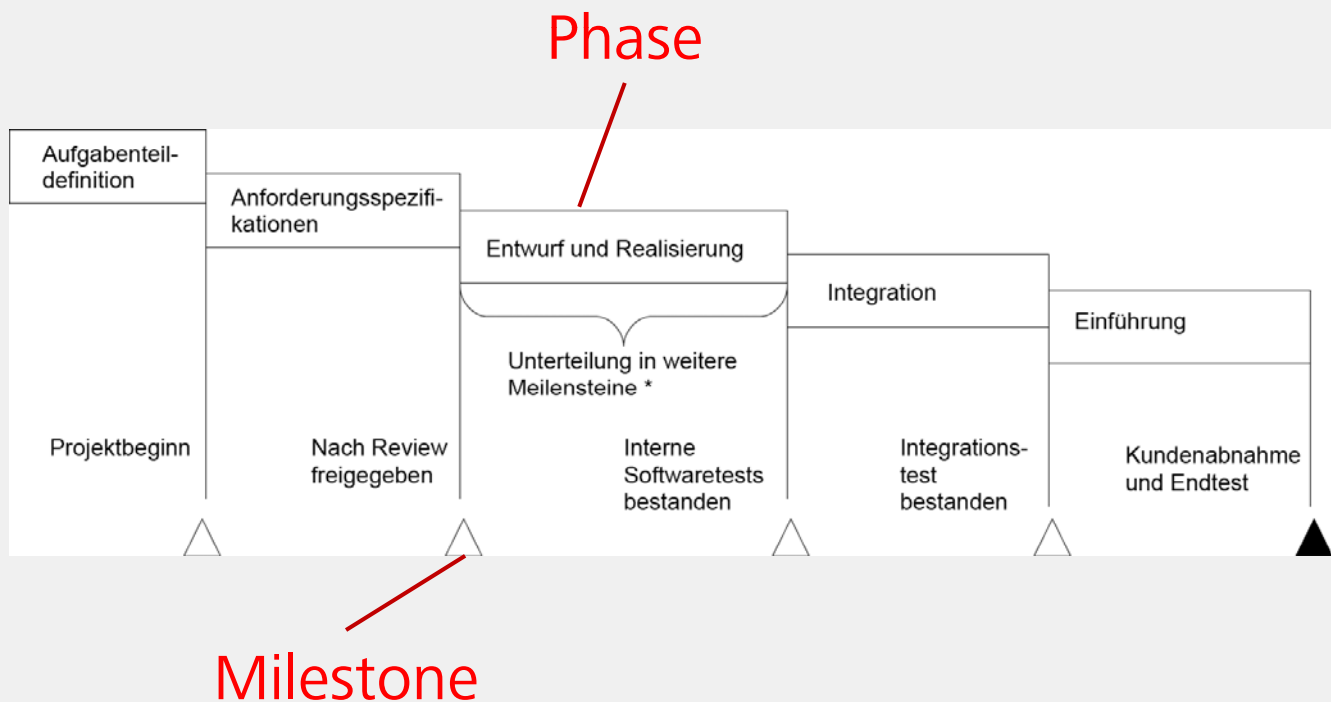 Phase
Aufgabenteil-
definition
Anforderungsspezifi-
kationen
Entwurf und Realisierung
Integration
Einführung
Unterteilung in weitere
Meilensteine *
Projektbeginn
Nach Review
freigegeben
Interne
Softwaretests
bestanden
Integrations-
test
bestanden
Kundenabnahme
und Endtest
Milestone